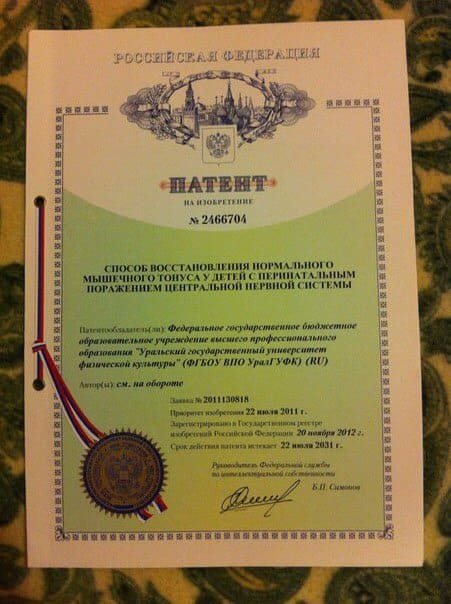 РОССИЙСКАЯ ФЕДЕРАЦИЯ
ПАТЕНТ
НА ИЗОБРЕТЕНИЕ
№ 2466704
СПОСОБ ВОССТАНОВЛЕНИЯ НОРМАЛЬНОГО
МЫШЕЧНОГО ТОНУСА У ДЕТЕЙ С ПЕРИНАТАЛЬНЫМ
ПОРАЖЕНИЕМ ЦЕНТРАЛЬНОЙ НЕРВНОЙ СИСТЕМЫ
Патентообладатель(ли): Федеральное государственное бюджетное
образовательное учреждение высшего профессионального
образования "Уральский государственный университет
физической культуры" (ФГБОУ ВПО УралГУФК) (RU)
Автор(ы): см. на обороте
Заявка № 2011130818
Приоритет изобретения 22 июля 2011 г.
Зарегистрировано в Государственном реестре
изобретений Российской Федерации 20 ноября 2012 г.
Срок действия патента истекает 22 июля 2031 г.
Руководитель Федеральной службы
по интеллектуальной собственности
Б.П. Симонов